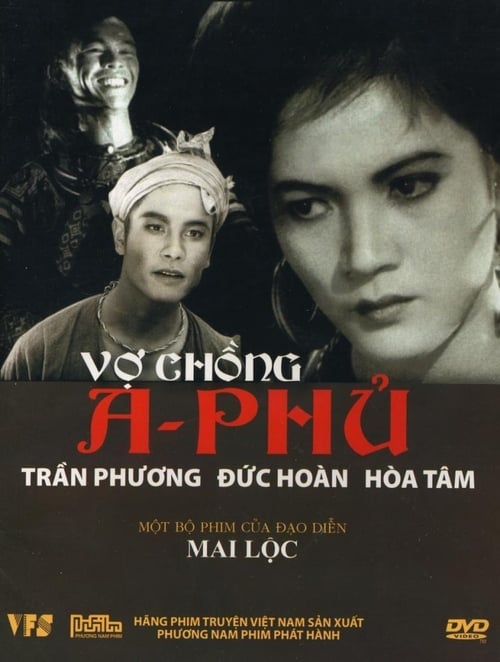 VỢ CHỒNG
A-PHỦ
TRẦN PHƯƠNG ĐỨC HOÀN HÒA TÂM
MỘT BỘ PHIM CỦA ĐẠO DIỄN
MAI LỘC
VFS
PHƯƠNG NAM PHIM
HÃNG PHIM TRUYỆN VIỆT NAM SẢN XUẤT
PHƯƠNG NAM PHIM PHÁT HÀNH
DVD
VIDEO